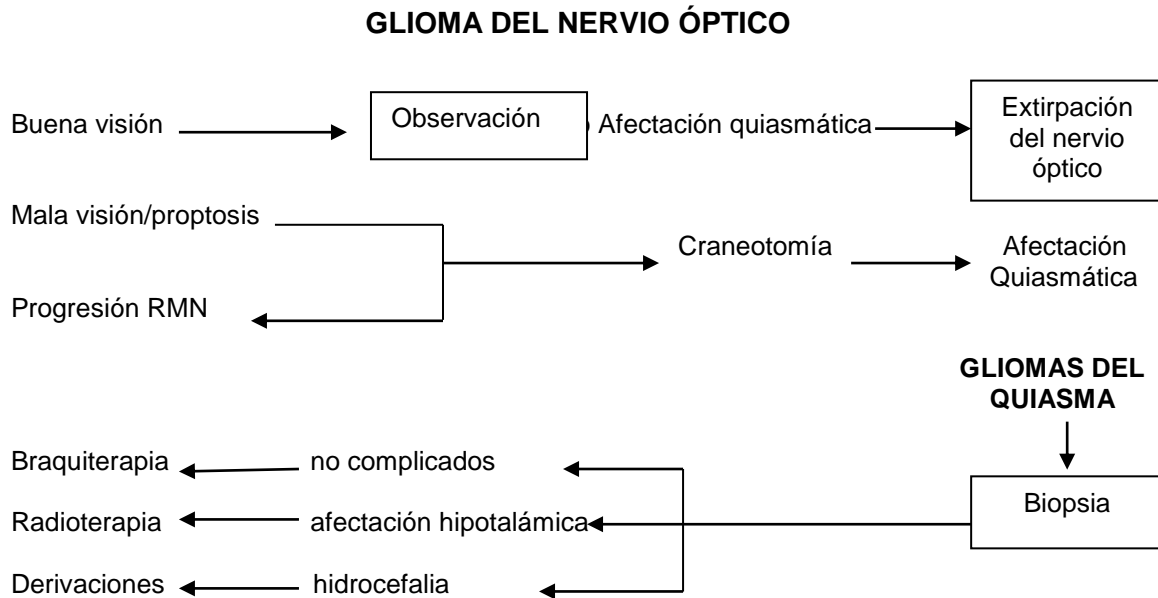 GLIOMA DEL NERVIO ÓPTICO
Buena visión
Observación
Afectación quiasmática
Extirpación
del nervio
óptico
Mala visión/proptosis
Craneotomía
Afectación
Quiasmática
Progresión RMN
GLIOMAS DEL
QUIASMA
Biopsia
Braquiterapia
no complicados
Radioterapia
afectación hipotalámica
Derivaciones
hidrocefalia